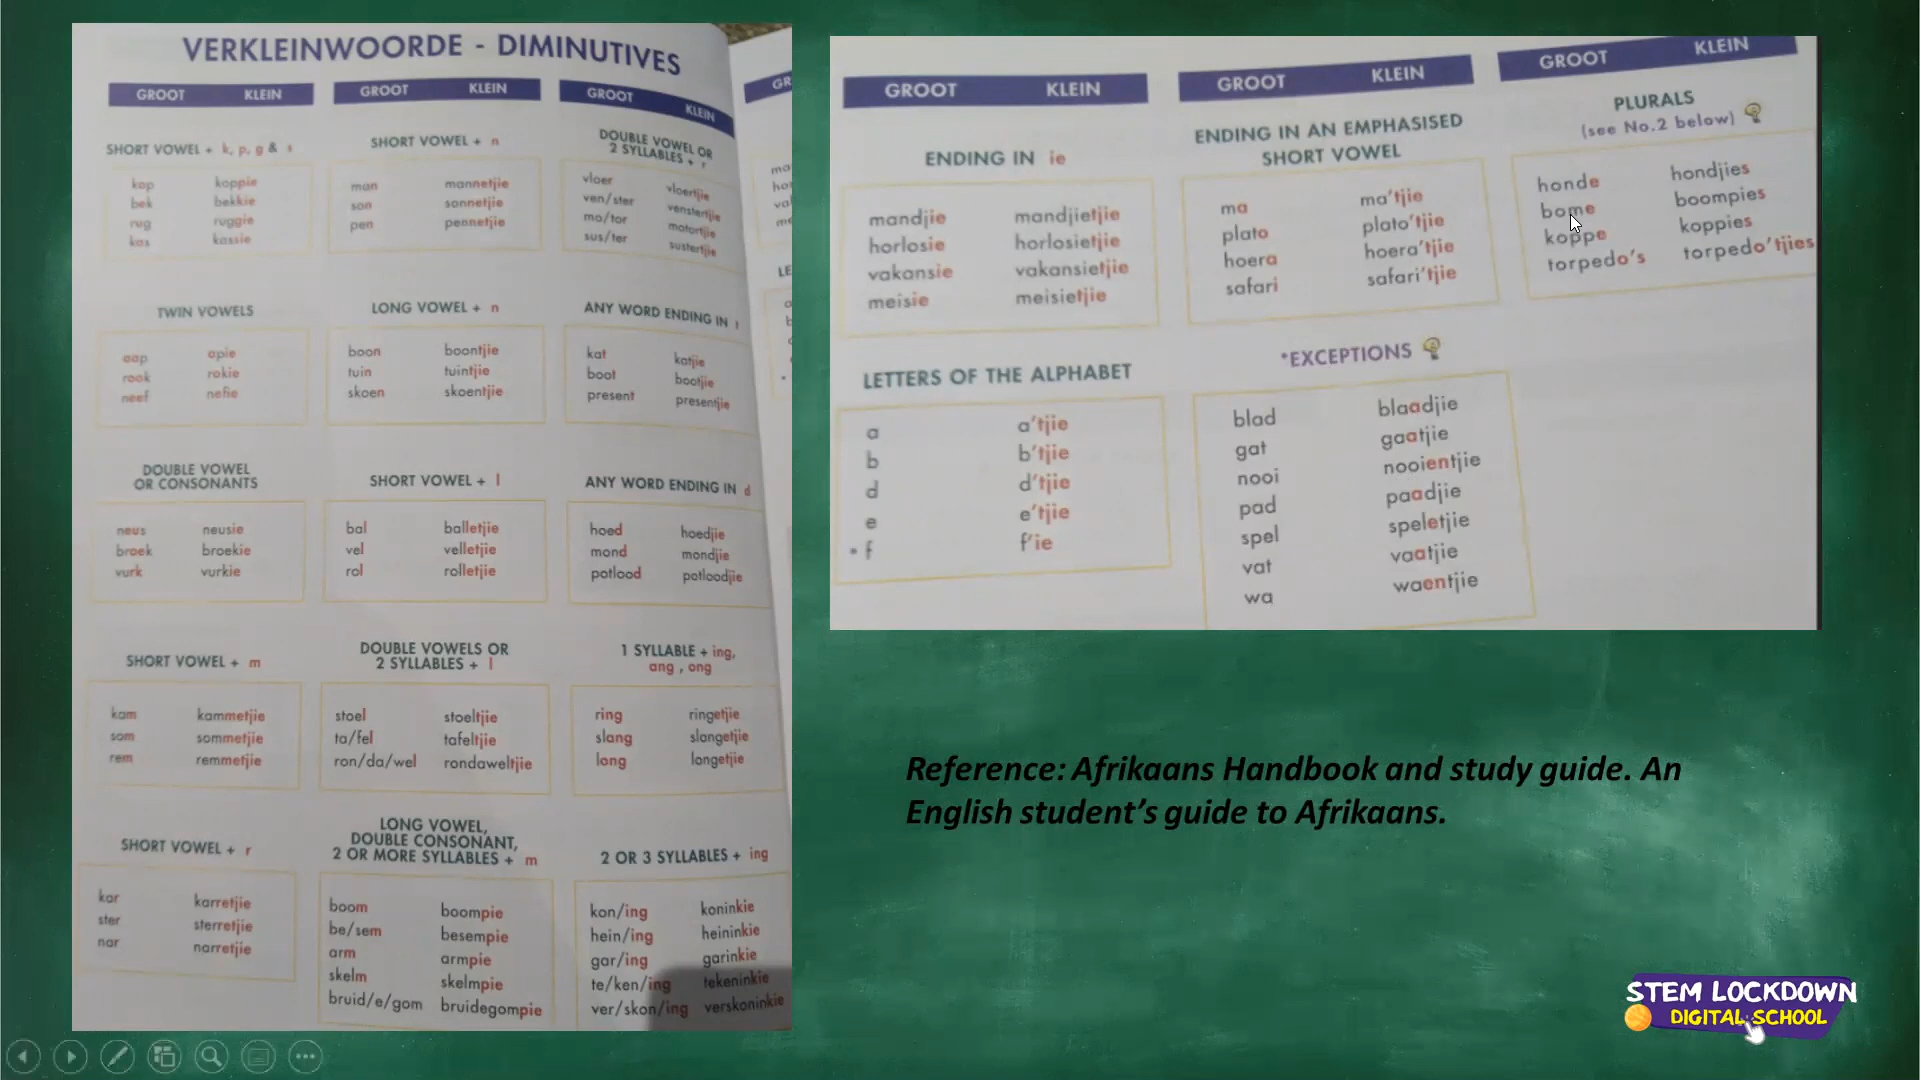 VERKLEINWOORDE - DIMINUTIVES
GROOT KLEIN
SHORT VOWEL + k, p, g & s
kop koppie
bek bekkie
rug ruggie
kas kassie
TWIN VOWELS
aap apie
rook rokie
neef nefie
DOUBLE VOWEL
OR CONSONANTS
neus neusie
broek broekie
vurk vurkie
SHORT VOWEL + m
kam kammetjie
som sommetjie
rem remmetjie
SHORT VOWEL + r
kar karretjie
ster sterretjie
nar narretjie
GROOT KLEIN
SHORT VOWEL + n
man mannetjie
son sonnetjie
pen pennetjie
LONG VOWEL + n
boon boontjie
tuin tuintjie
skoen skoentjie
SHORT VOWEL + l
bal balletjie
vel velletjie
rol rolletjie
DOUBLE VOWELS OR
2 SYLLABLES + l
stoel stoeltjie
ta/fel tafeltjie
ron/da/wel rondaweltjie
LONG VOWEL,
DOUBLE CONSONANT,
2 OR MORE SYLLABLES + m
boom boompie
be/sem besempie
arm armpie
skelm skelmpie
bruid/e/gom bruidegompie
GROOT KLEIN
DOUBLE VOWEL OR
2 SYLLABLES + r
vloer vloertjie
ven/ster venstertjie
mo/tor motortjie
sus/ter sustertjie
ANY WORD ENDING IN
kat katjie
boot bootjie
present presentjie
ANY WORD ENDING IN d
hoed hoedjie
mond mondjie
potlood potloodjie
1 SYLLABLE + ing,
ang , ong
ring ringetjie
slang slangetjie
long longetjie
2 OR 3 SYLLABLES + ing
kon/ing koninkie
hein/ing heininkie
gar/ing garinkie
te/ken/ing tekeninkie
ver/skon/ing verskoninkie
GR
LE
GROOT KLEIN
ENDING IN ie
mandjie mandjietjie
horlosie horlosietjie
vakansie vakansietjie
meisie meisietjie
LETTERS OF THE ALPHABET
a a'tjie
b b'tjie
d d'tjie
e e'tjie
• f f'ie
GROOT KLEIN
ENDING IN AN EMPHASISED
SHORT VOWEL
ma ma'tjie
plato plato'tjie
hoera hoera'tjie
safari safari'tjie
*EXCEPTIONS
blad blaadjie
gat gaatjie
nooi nooientjie
pad paadjie
spel speletjie
vat vaatjie
wa waentjie
GROOT KLEIN
PLURALS
(see No.2 below)
honde hondjies
bome boompies
koppe koppies
torpedo's torpedo'tjies
Reference: Afrikaans Handbook and study guide. An
English student's guide to Afrikaans.
STEM LOCKDOWN
DIGITAL SCHOOL